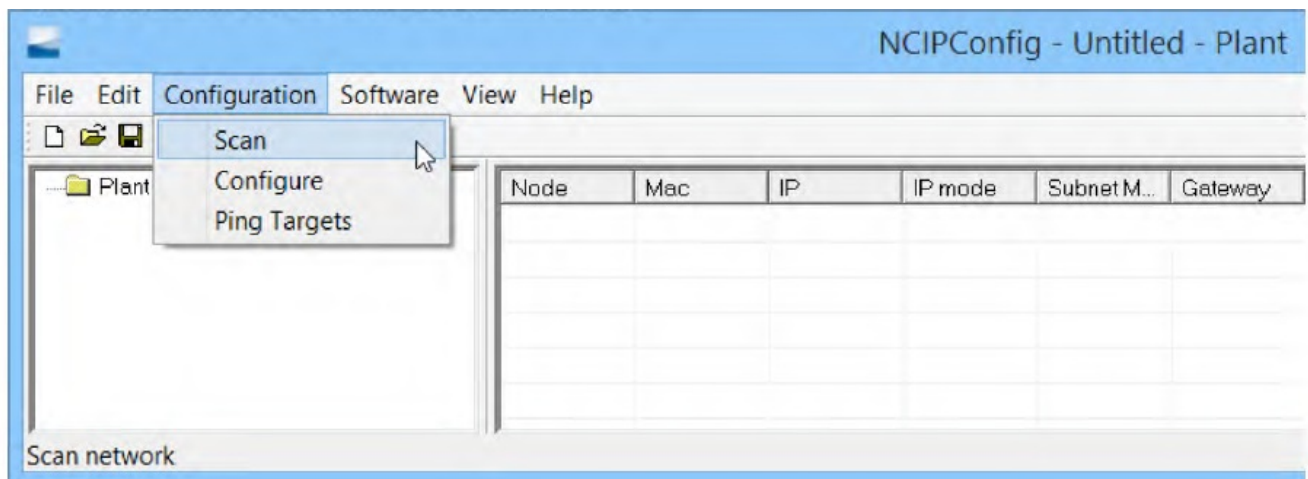 NCIPConfig - Untitled - Plant
File Edit Configuration Software View Help
Scan
Plant
Configure
Ping Targets
Node Mac IP IP mode Subnet M... Gateway
Scan network